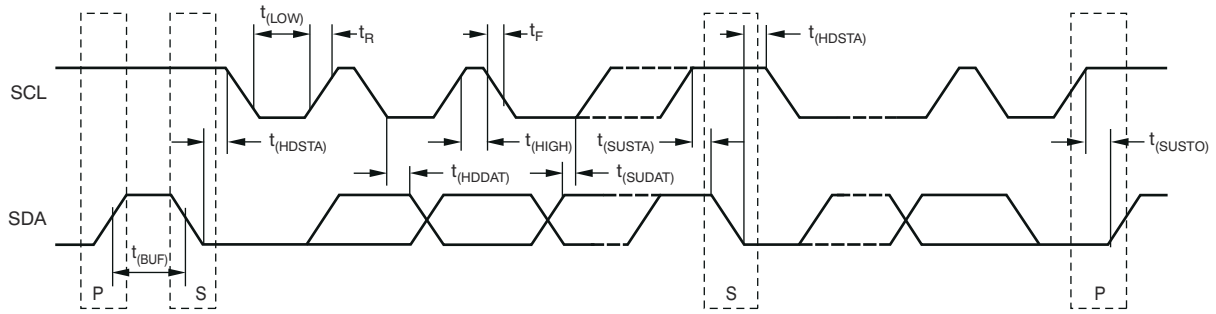 t(LOW)
tR
tF
t(HDSTA)
SCL
t(HDSTA)
t(HIGH)
t(SUSTA)
t(SUSTO)
t(HDDAT)
t(SUDAT)
SDA
t(BUF)
P
S
S
P